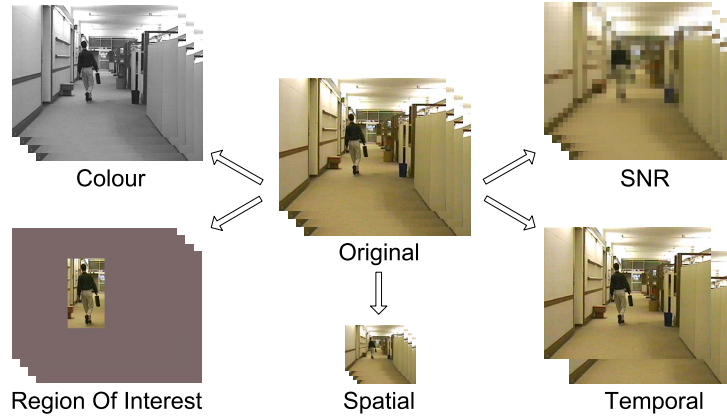 Colour
SNR
Original
Region Of Interest
Spatial
Temporal